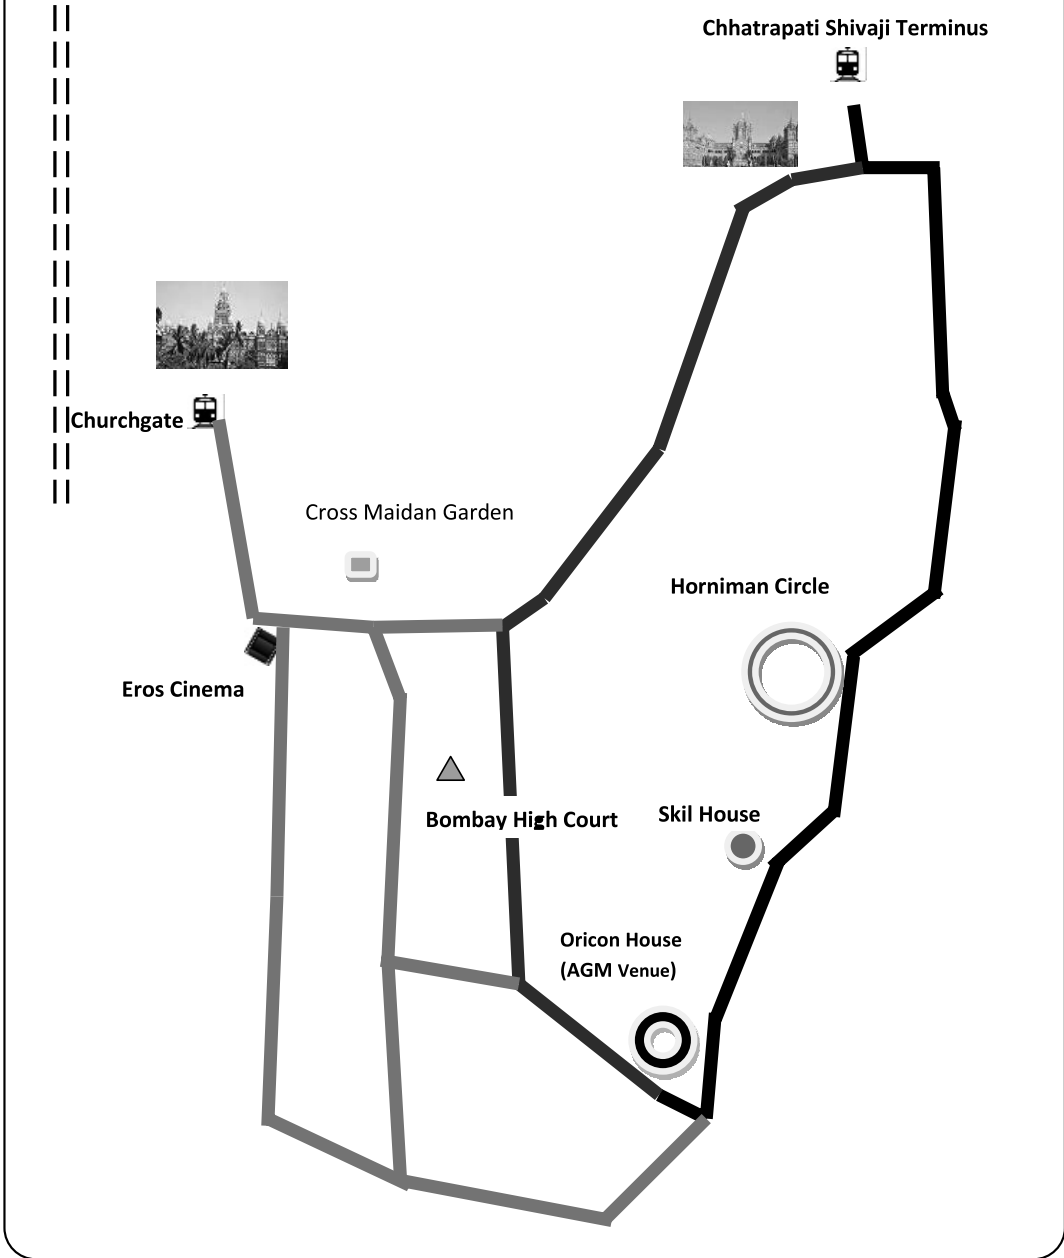 Chhatrapati Shivaji Terminus
Churchgate
Cross Maidan Garden
Horniman Circle
Eros Cinema
Skil House
Bombay High Court
Oricon House
(AGM Venue)